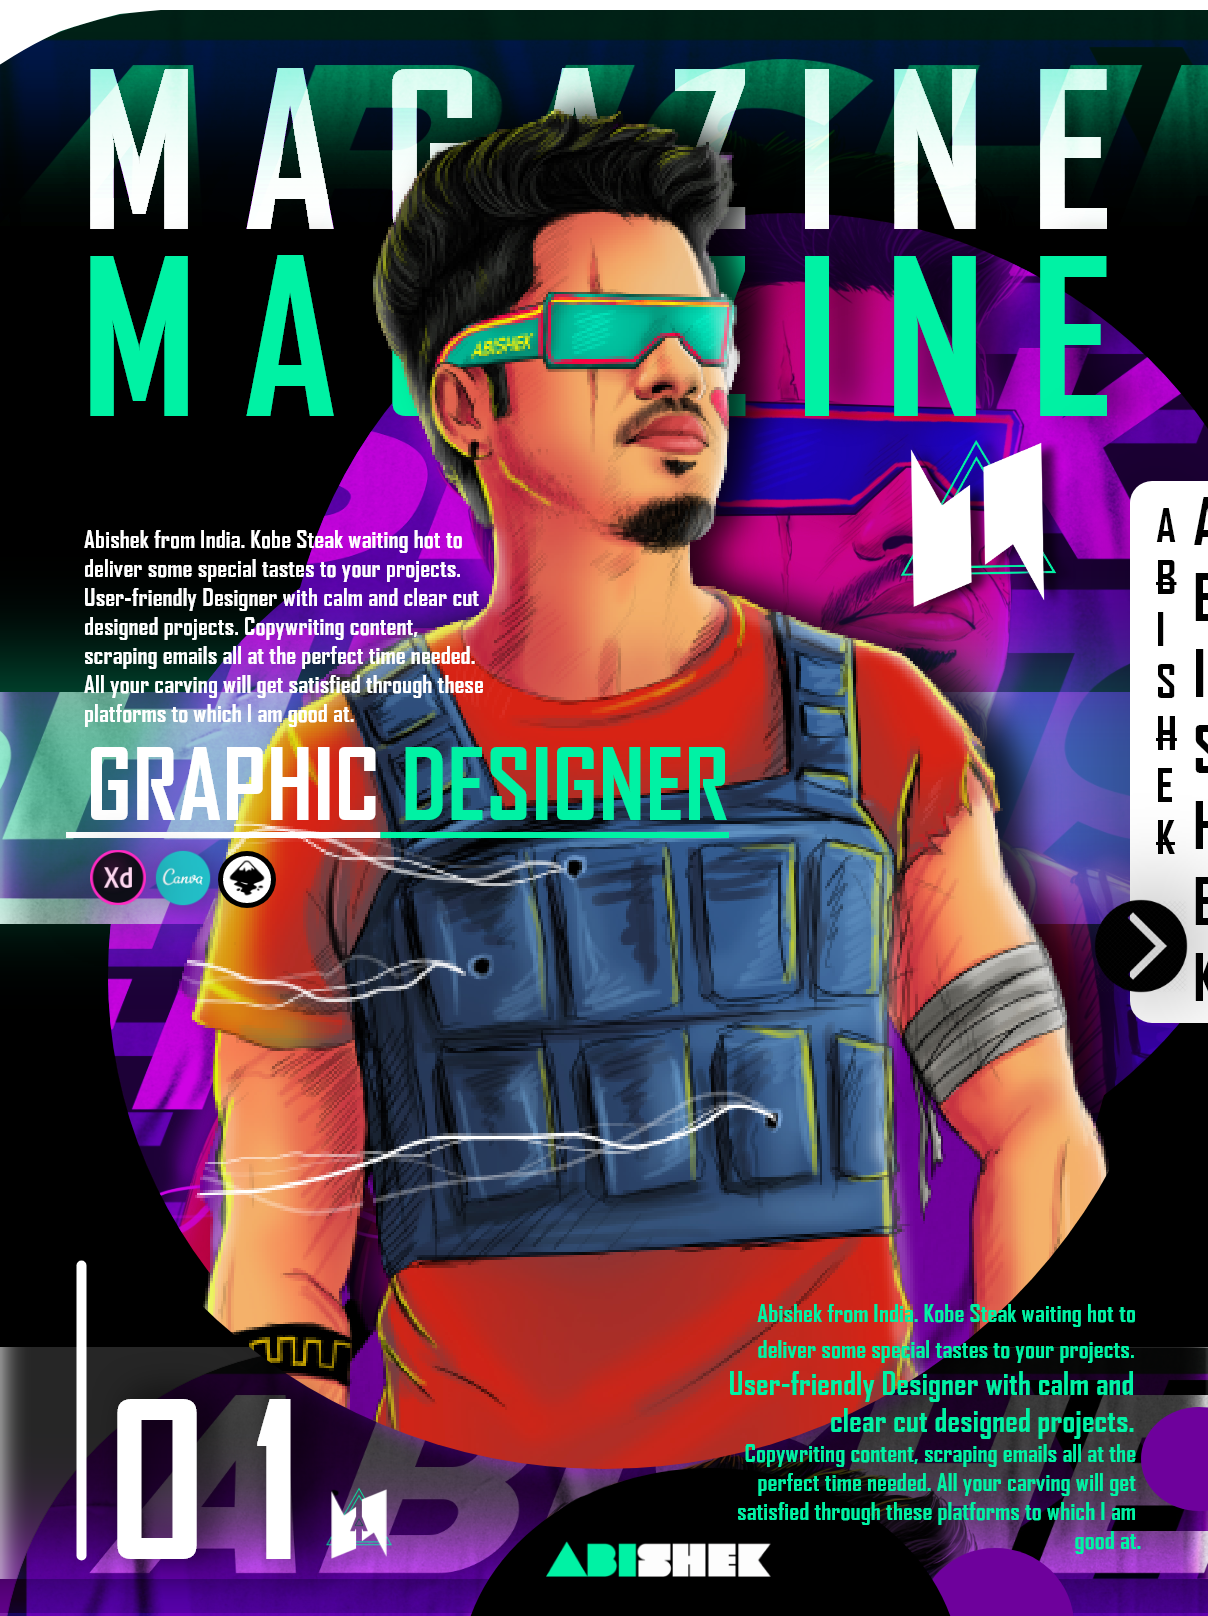 MAGAZINE
MAGAZINE
ABISHEK
Abishek from India. Kobe Steak waiting hot to
deliver some special tastes to your projects.
User-friendly Designer with calm and clear cut
designed projects. Copywriting content,
scraping emails all at the perfect time needed.
All your carving will get satisfied through these
platforms to which I am good at.
GRAPHIC DESIGNER
Xd
Canva
ABISHEK
ABISHEK
Abishek from India. Kobe Steak waiting hot to
deliver some special tastes to your projects.
User-friendly Designer with calm and
clear cut designed projects.
Copywriting content, scraping emails all at the
perfect time needed. All your carving will get
satisfied through these platforms to which I am
good at.
01
ABISHEK